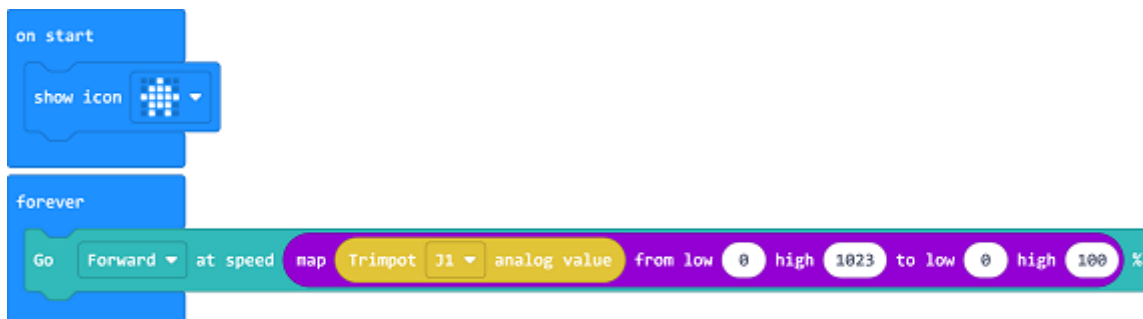 on start
show icon
forever
Go Forward at speed map Trimpot J1 analog value from low 0 high 1023 to low 0 high 100 %